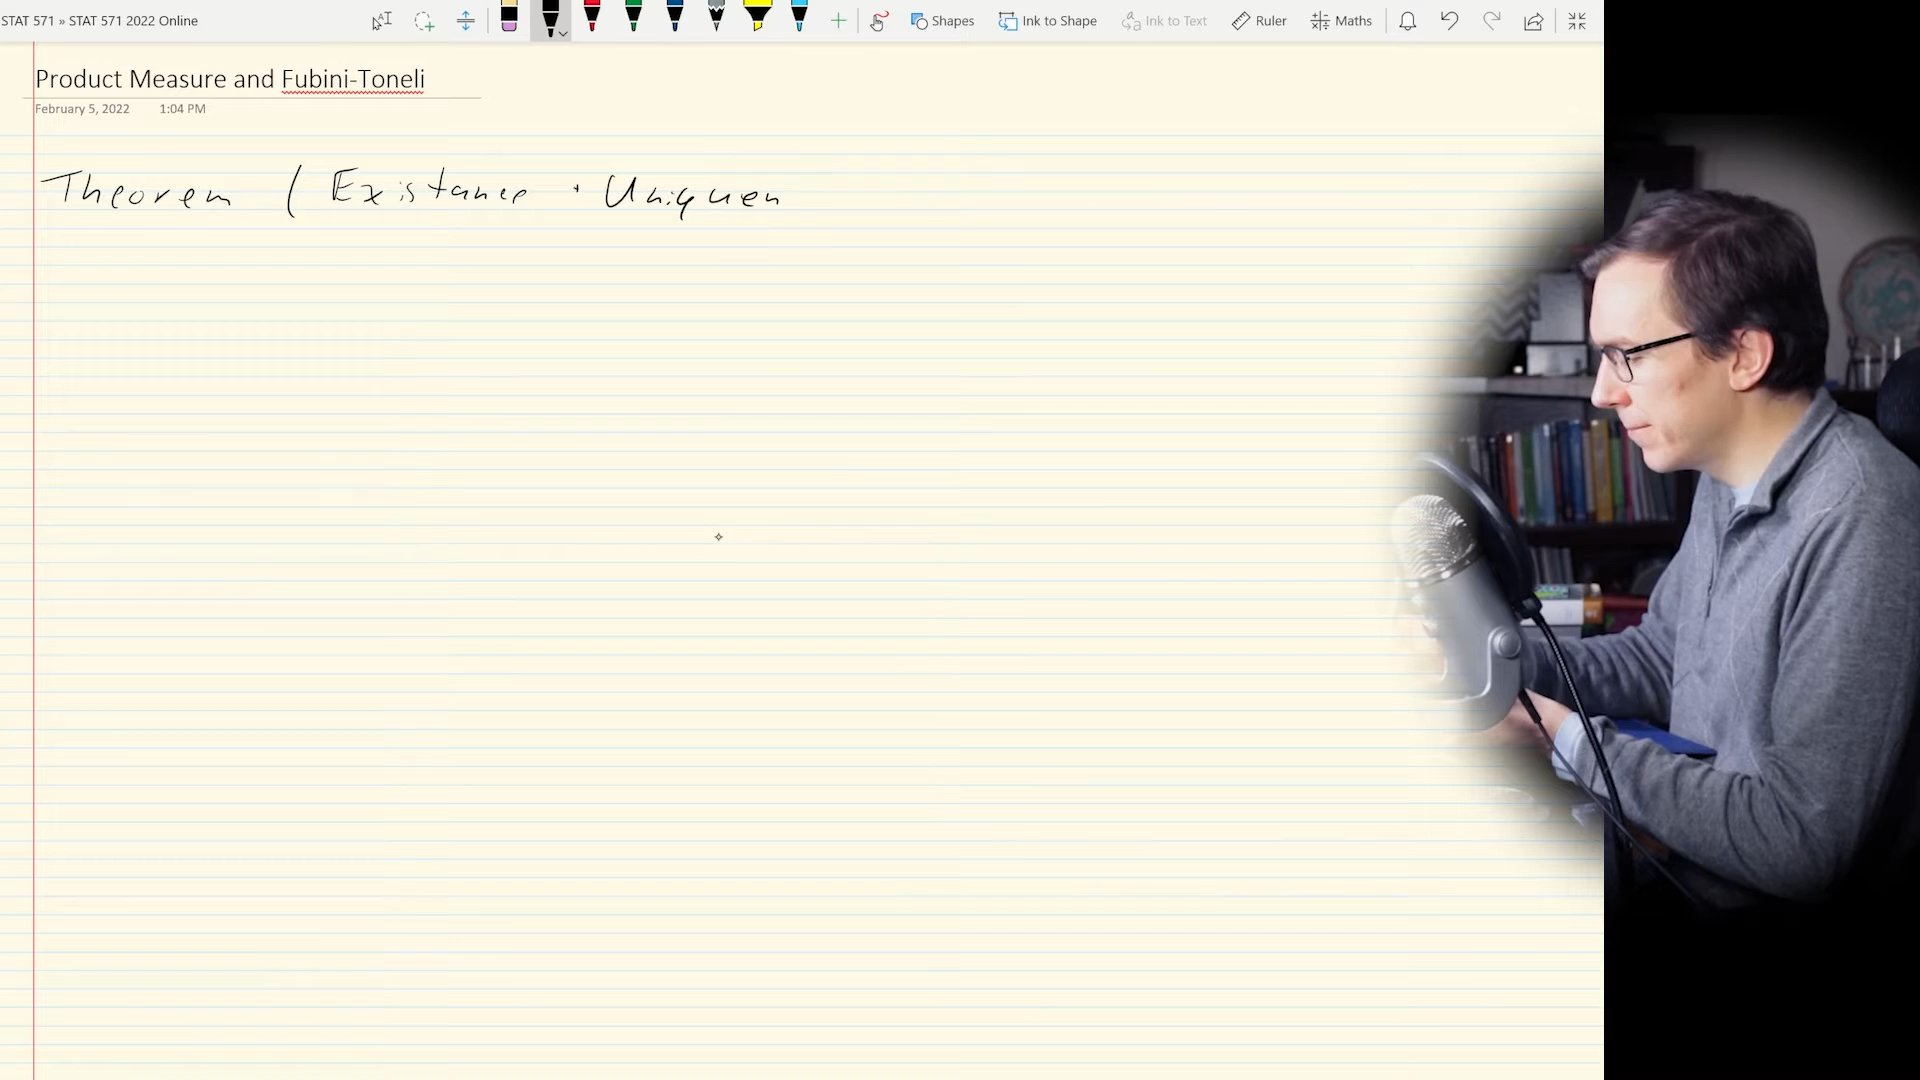 STAT 571 » STAT 571 2022 Online Shapes Ink to Shape Ink to Text Ruler Maths
Product Measure and Fubini-Toneli
February 5, 2022 1:04 PM
Theorem ( Existance + Uniquen